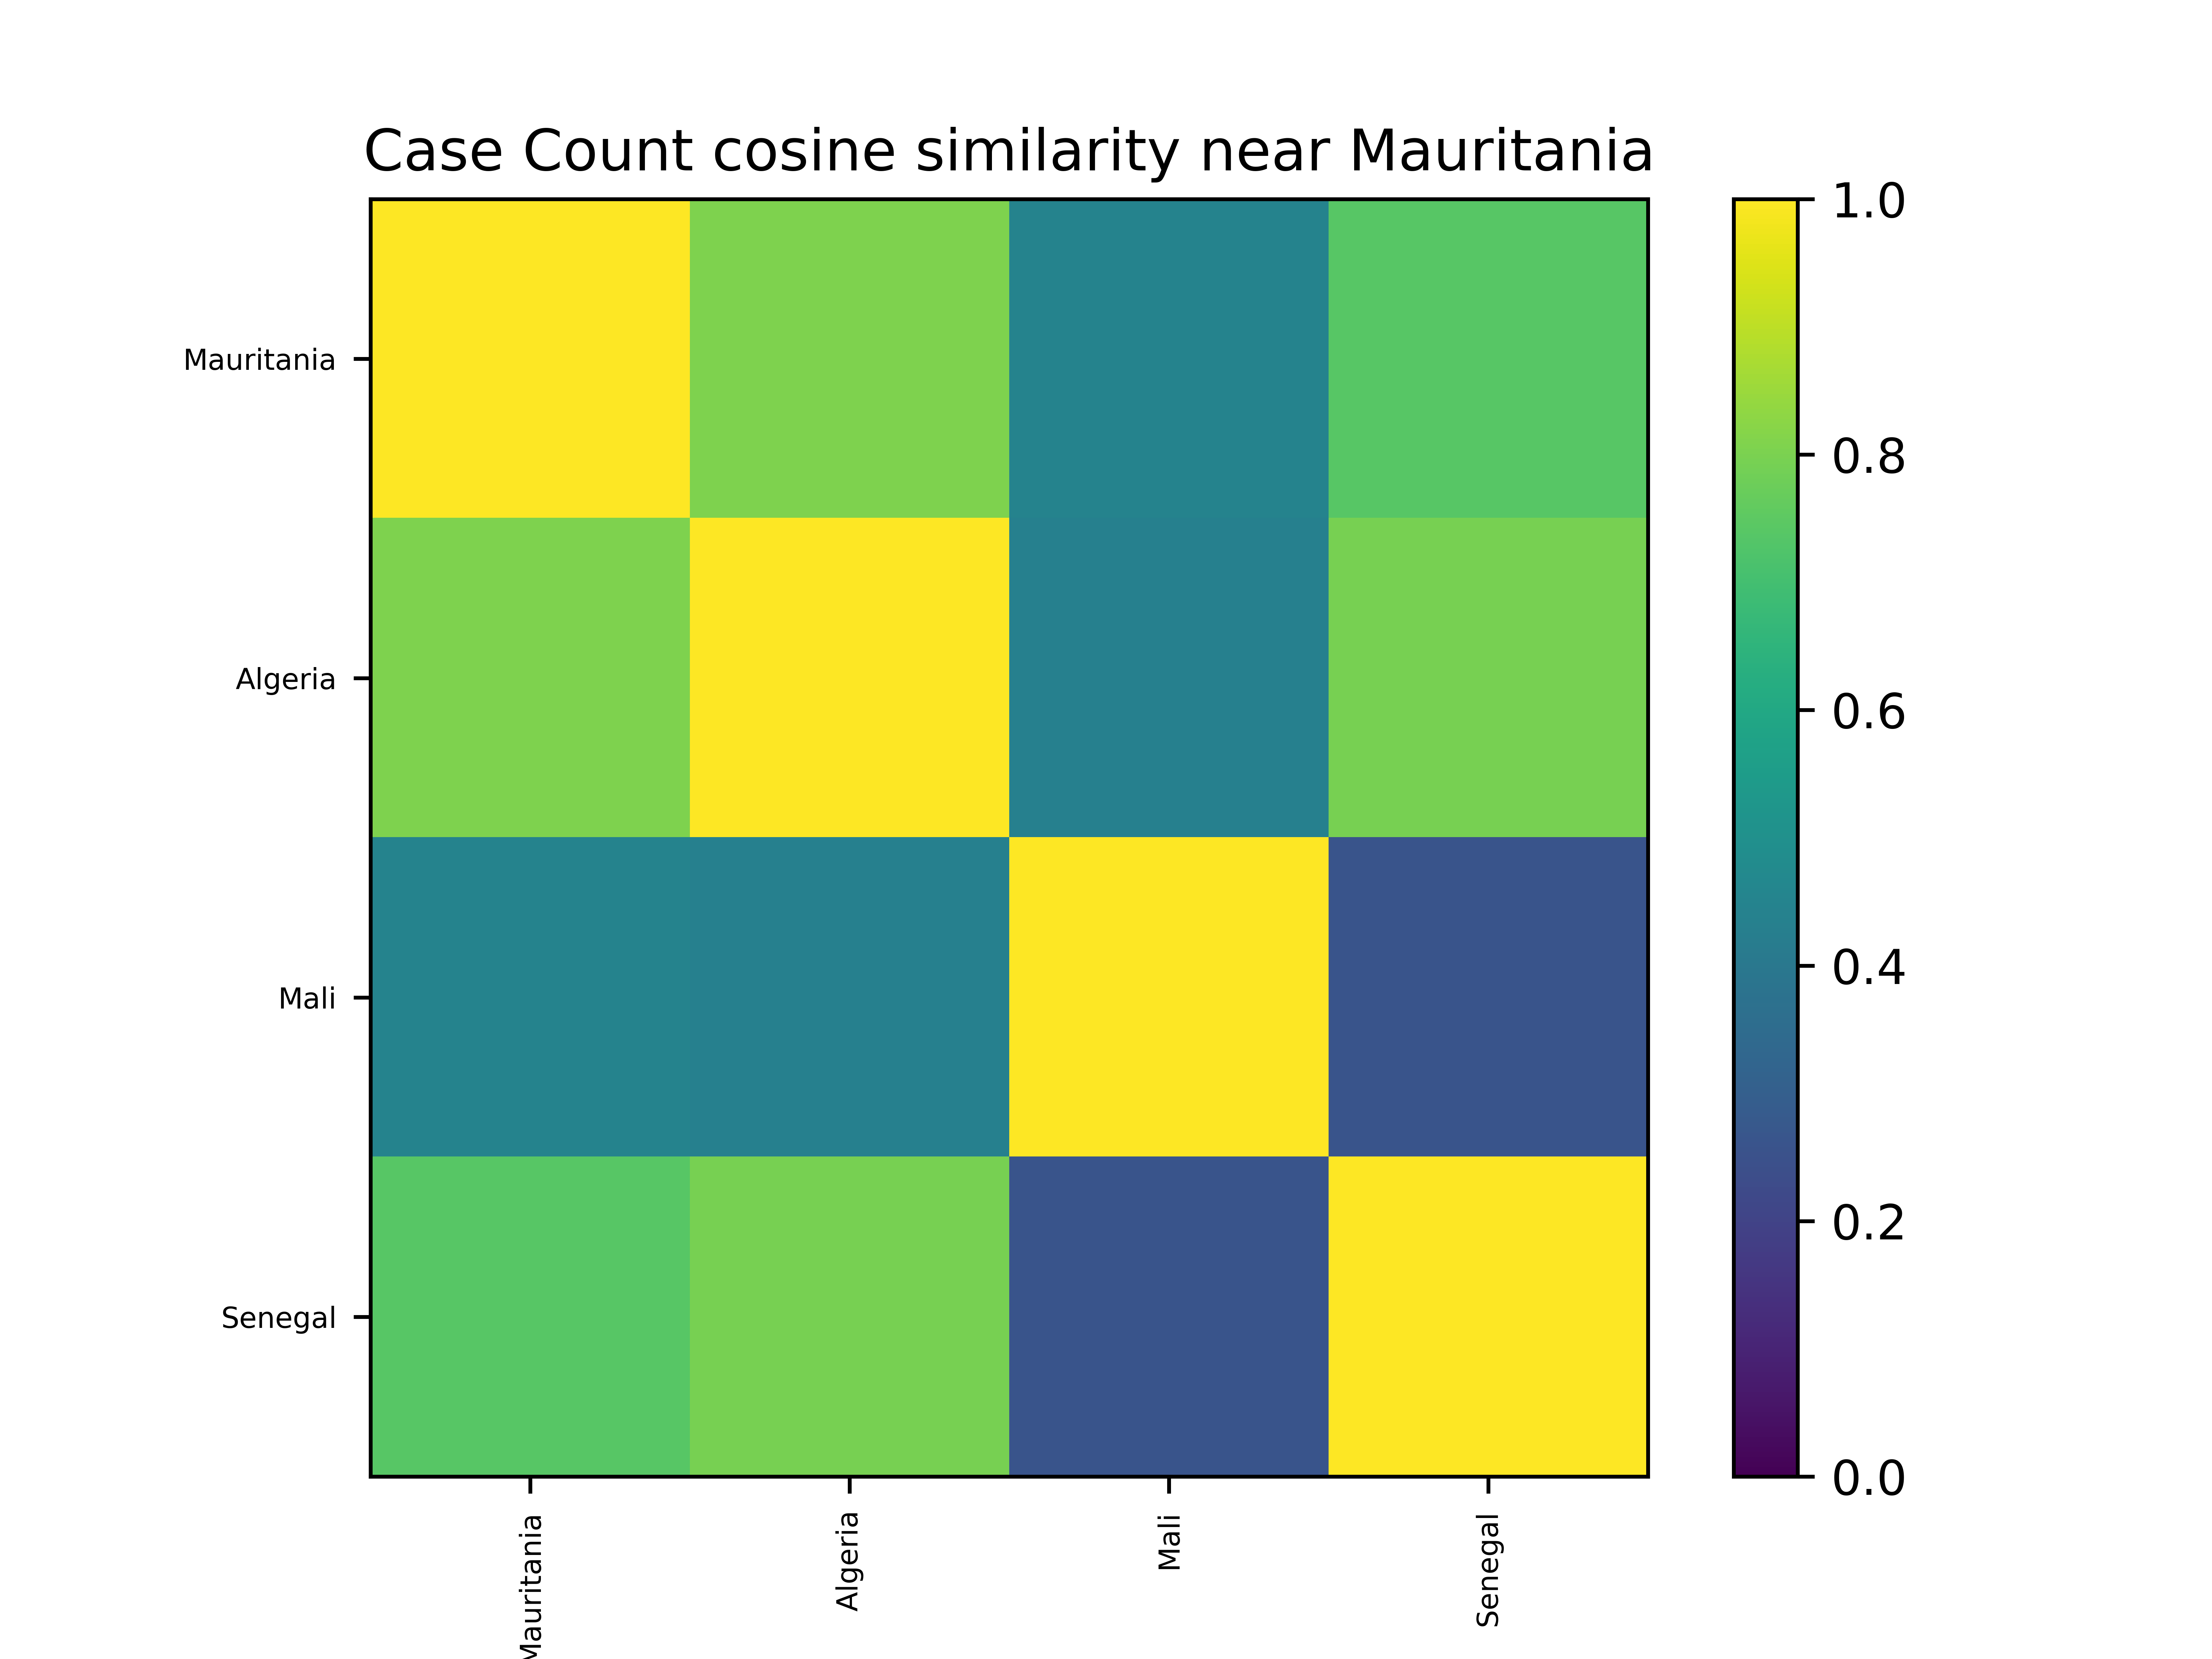 Case Count cosine similarity near Mauritania
1.0
Mauritania
0.8
Algeria
0.6
0.4
Mali
0.2
Senegal
0.0
Mauritania
Algeria
Mali
Senegal